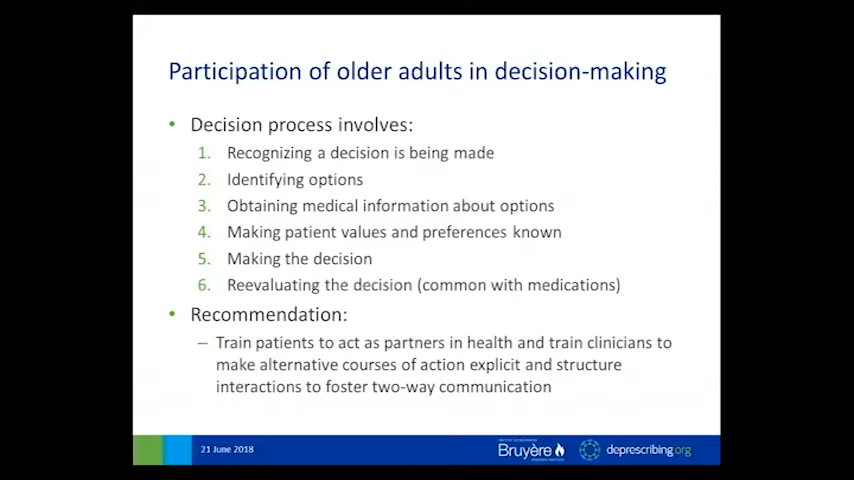 Participation of older adults in decision-making
• Decision process involves:
1. Recognizing a decision is being made
2. Identifying options
3. Obtaining medical information about options
4. Making patient values and preferences known
5. Making the decision
6. Reevaluating the decision (common with medications)
• Recommendation:
– Train patients to act as partners in health and train clinicians to
make alternative courses of action explicit and structure
interactions to foster two-way communication
21 June 2018
Bruyère
deprescribing.org